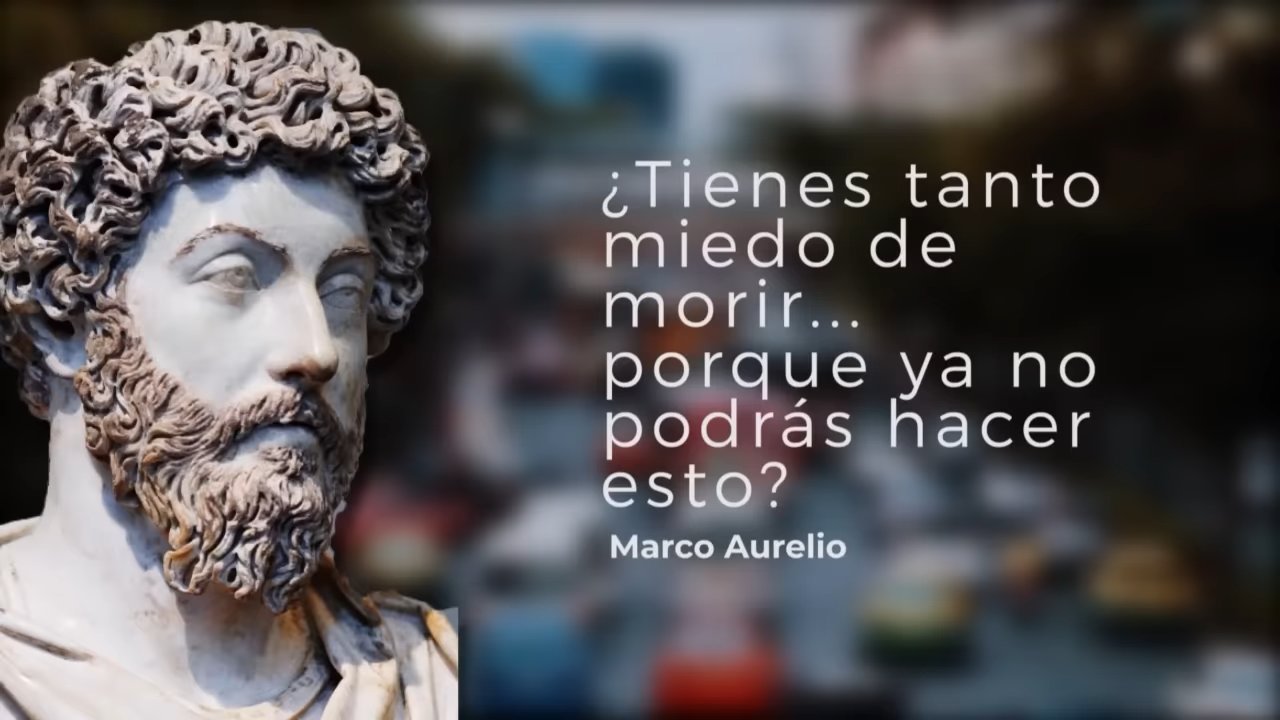 ¿Tienes tanto
miedo de
morir...
porque ya no
podrás hacer
esto?
Marco Aurelio